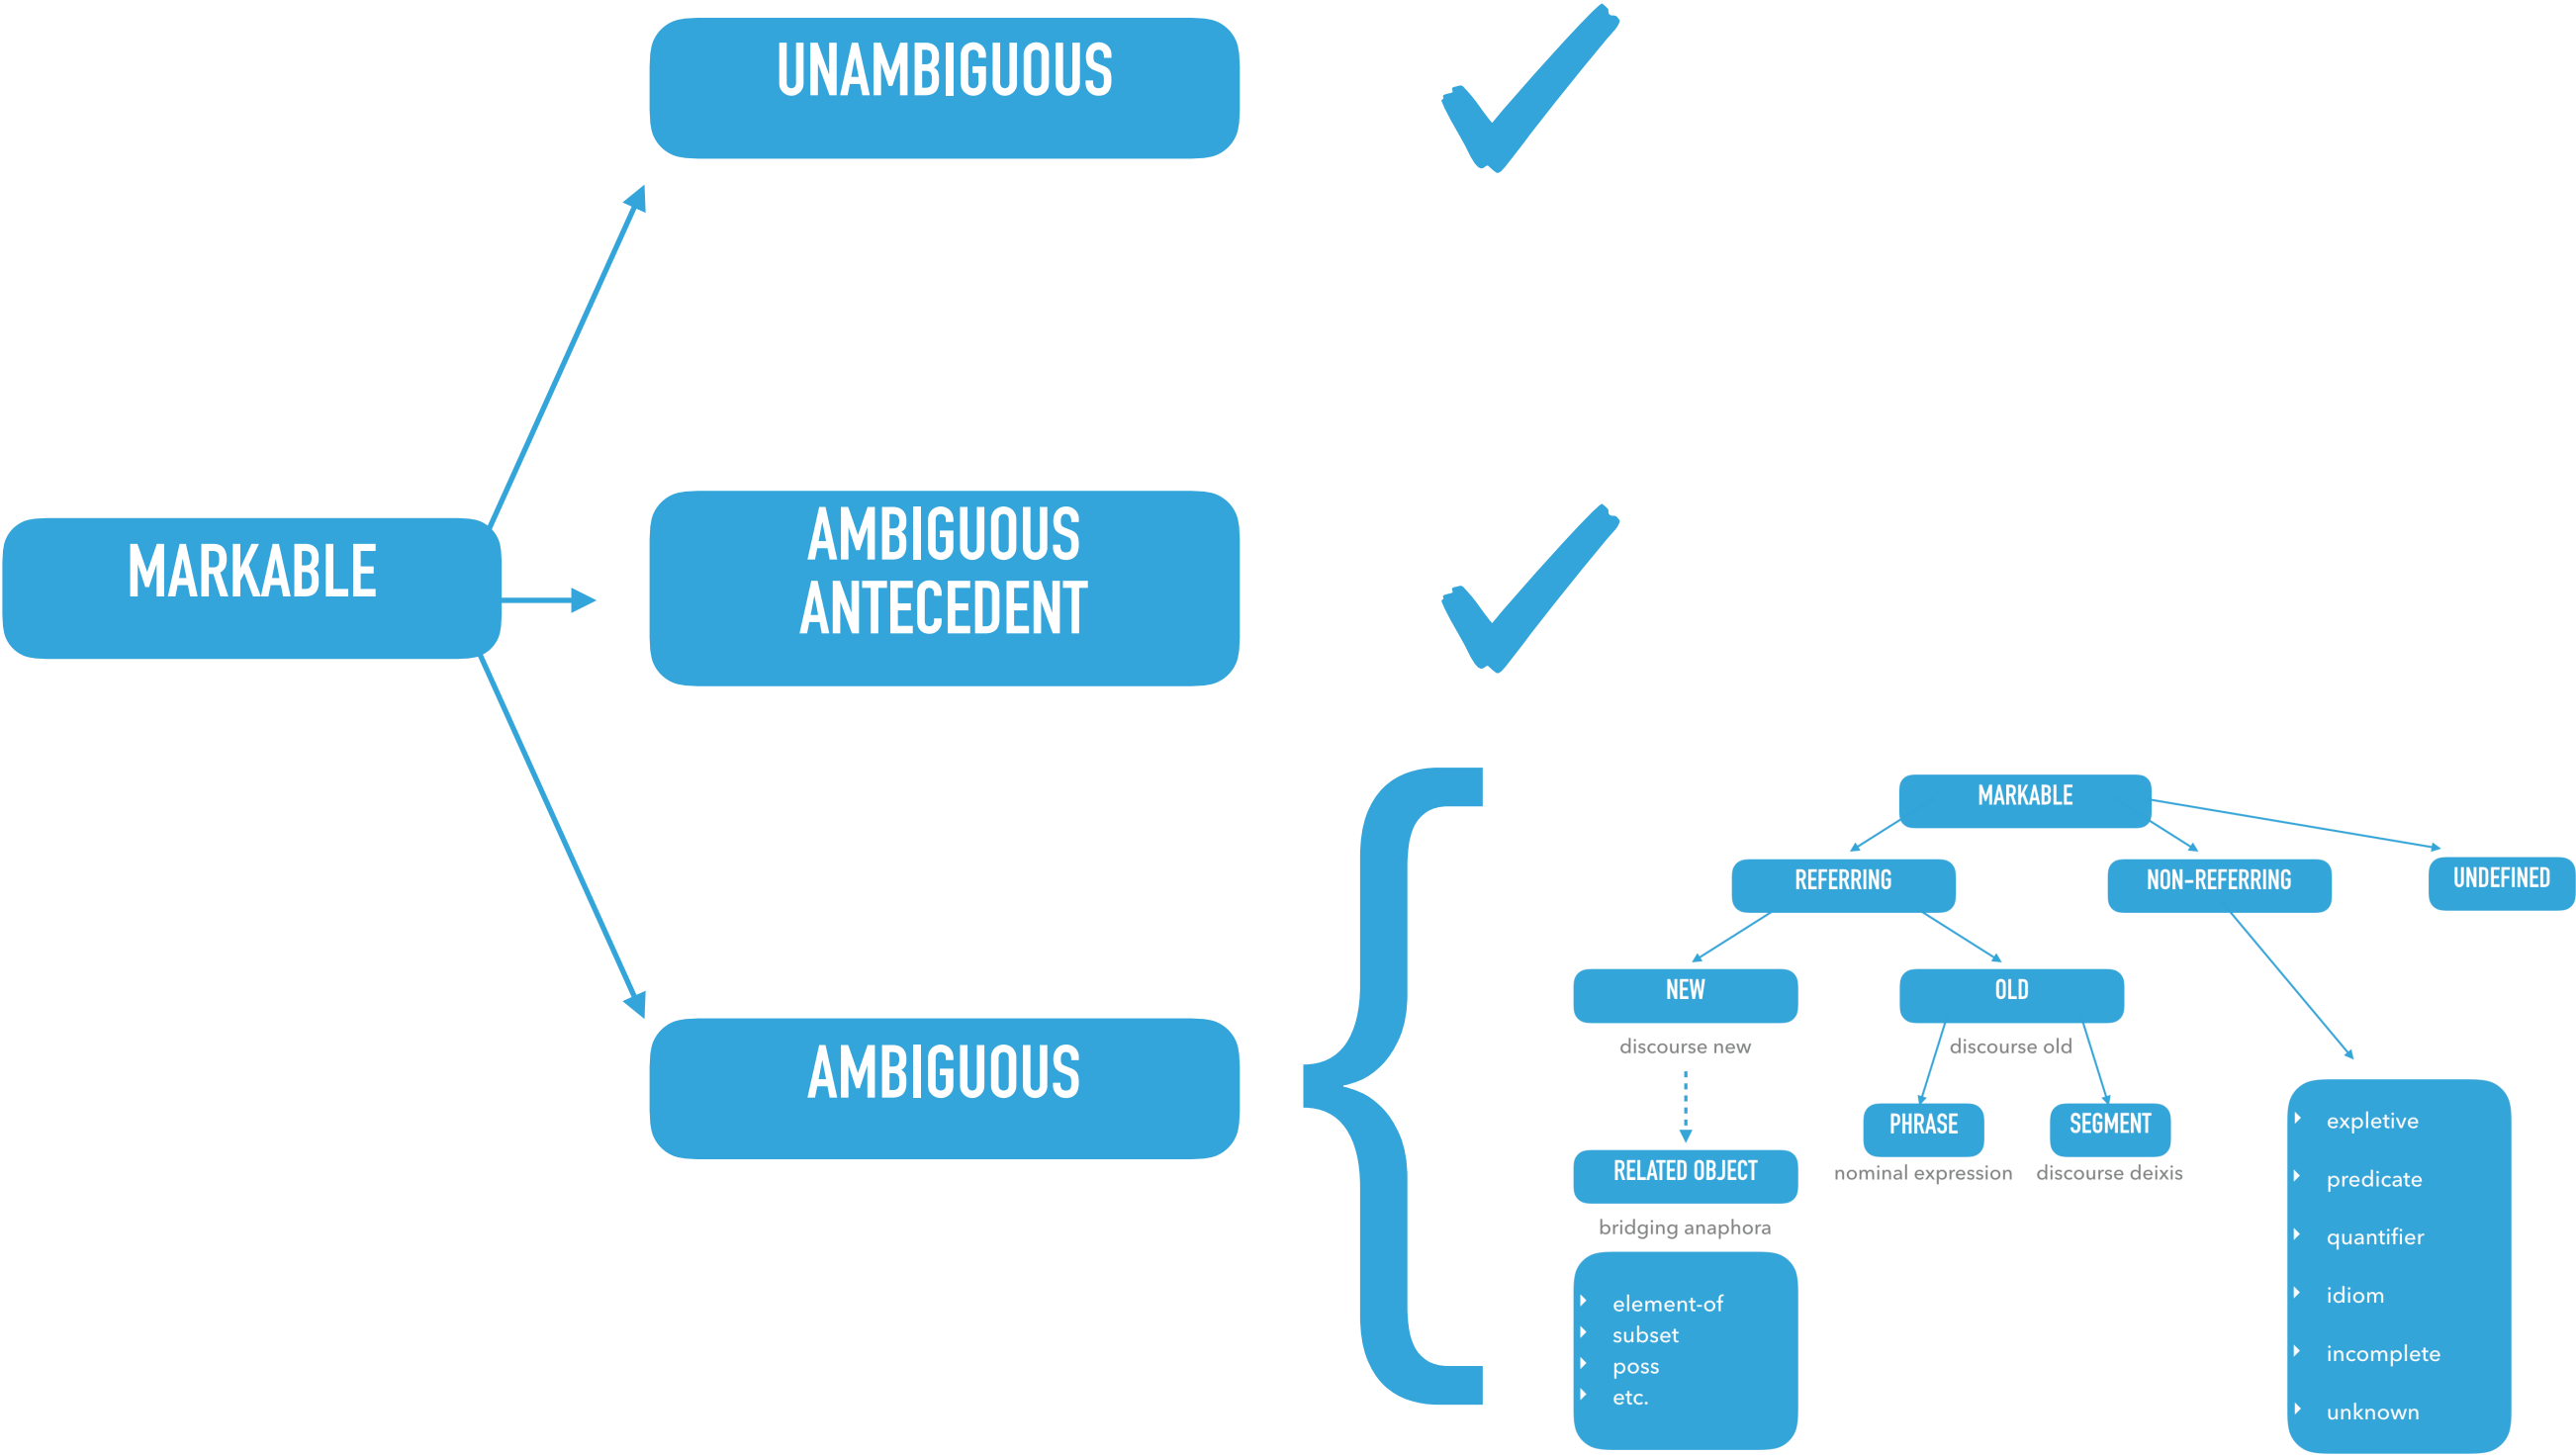 UNAMBIGUOUS
MARKABLE
AMBIGUOUS
ANTECEDENT
AMBIGUOUS
MARKABLE
REFERRING
NON-REFERRING
UNDEFINED
NEW
OLD
discourse new
discourse old
PHRASE
SEGMENT
nominal expression
discourse deixis
RELATED OBJECT
bridging anaphora
element-of
subset
poss
etc.
expletive
predicate
quantifier
idiom
incomplete
unknown